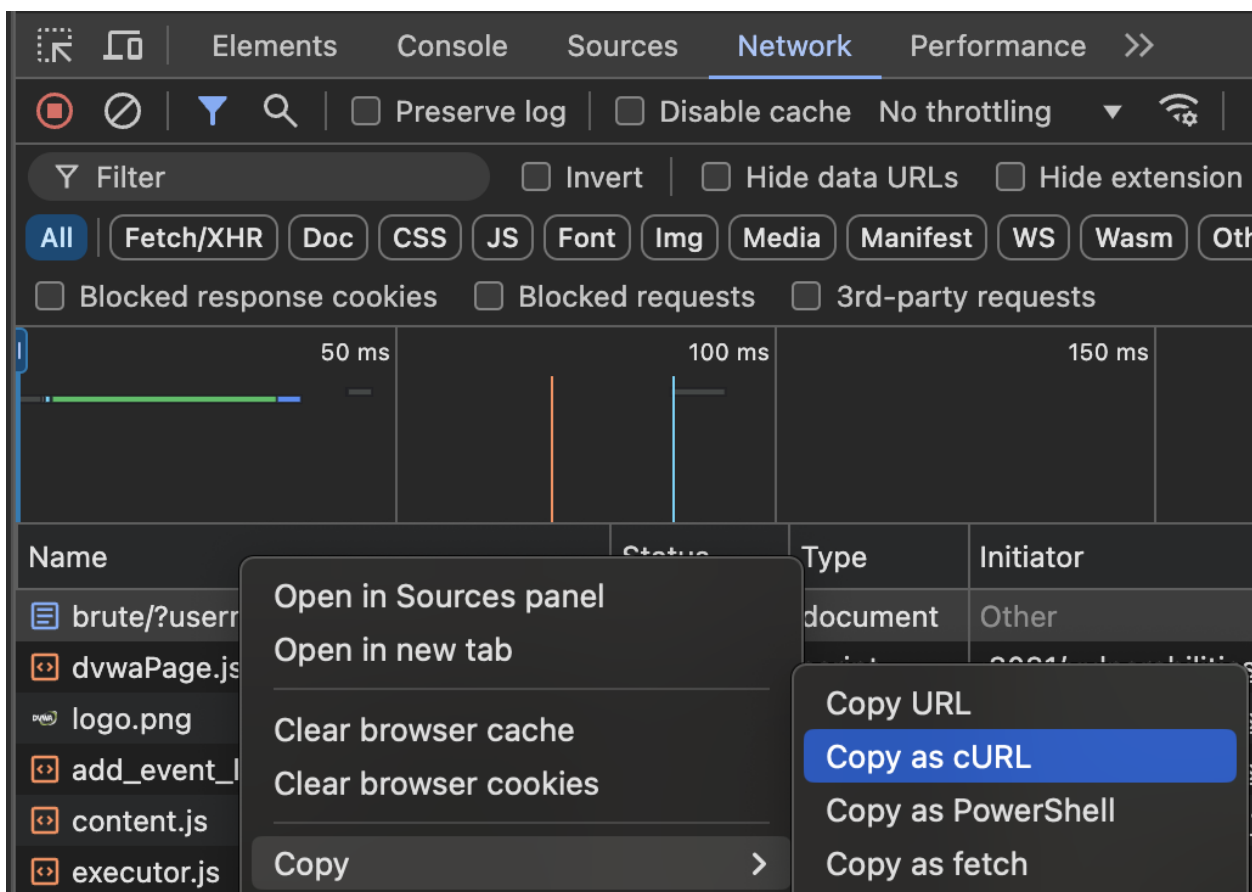 Elements Console Sources Network Performance
Preserve log Disable cache No throttling
Filter Invert Hide data URLs Hide extension
All Fetch/XHR Doc CSS JS Font Img Media Manifest WS Wasm Oth
Blocked response cookies Blocked requests 3rd-party requests
50 ms 100 ms 150 ms
Name Status Type Initiator
brute/?userr document Other
dvwaPage.js
logo.png
add_event_l
content.js
executor.js
Open in Sources panel
Open in new tab
Clear browser cache
Clear browser cookies
Copy
Copy URL
Copy as cURL
Copy as PowerShell
Copy as fetch